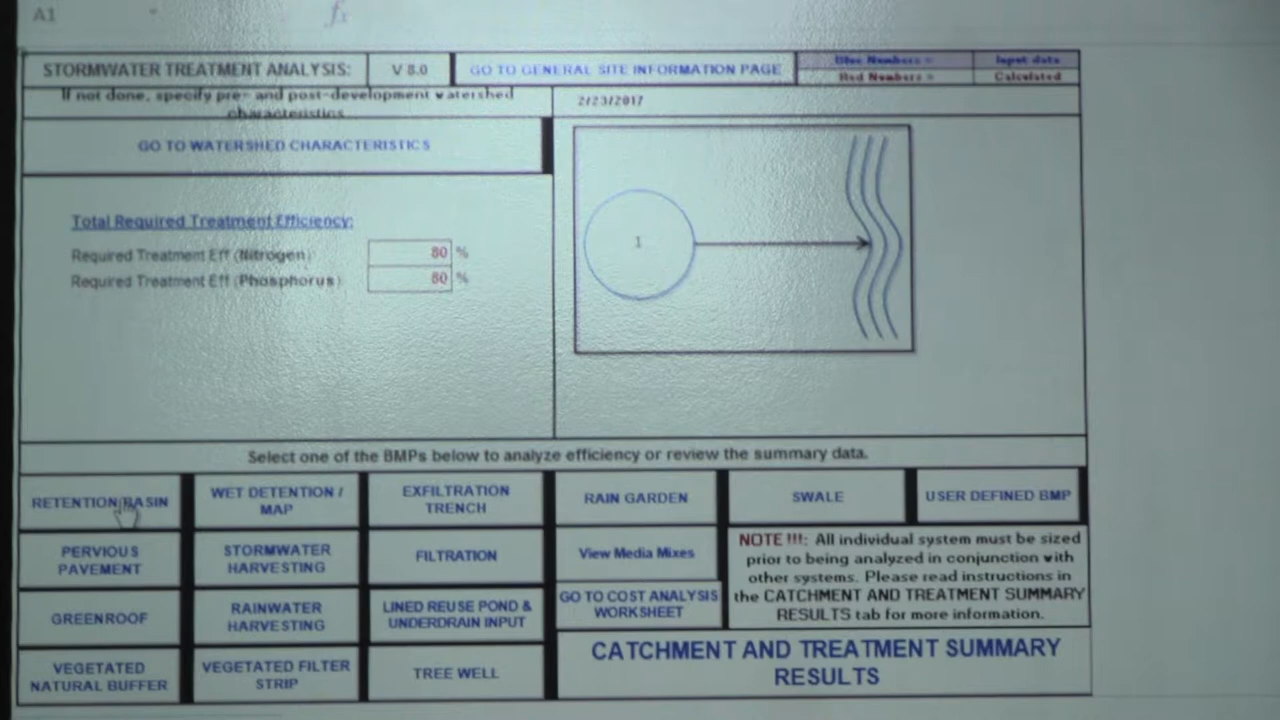 A1
fx
STORMWATER TREATMENT ANALYSIS:
V 8.0
GO TO GENERAL SITE INFORMATION PAGE
Blue Numbers =
Input data
Red Numbers =
Calculated
If not done, specify pre- and post-development watershed
characteristics
2/23/2017
GO TO WATERSHED CHARACTERISTICS
1
Total Required Treatment Efficiency:
Required Treatment Eff (Nitrogen):
80 %
Required Treatment Eff (Phosphorus):
80 %
Select one of the BMPs below to analyze efficiency or review the summary data.
RETENTION BASIN
WET DETENTION /
MAP
EXFILTRATION
TRENCH
RAIN GARDEN
SWALE
USER DEFINED BMP
PERVIOUS
PAVEMENT
STORMWATER
HARVESTING
FILTRATION
View Media Mixes
NOTE !!!: All individual system must be sized
prior to being analyzed in conjunction with
other systems. Please read instructions in
the CATCHMENT AND TREATMENT SUMMARY
RESULTS tab for more information.
GREENROOF
RAINWATER
HARVESTING
LINED REUSE POND &
UNDERDRAIN INPUT
GO TO COST ANALYSIS
WORKSHEET
VEGETATED
NATURAL BUFFER
VEGETATED FILTER
STRIP
TREE WELL
CATCHMENT AND TREATMENT SUMMARY
RESULTS